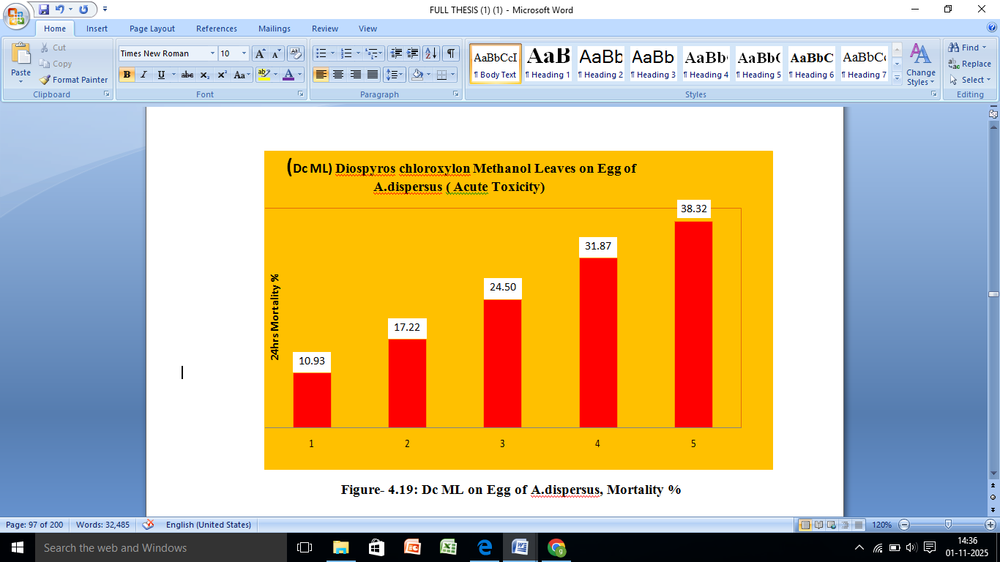 FULL THESIS (1) (1) - Microsoft Word
Home Insert Page Layout References Mailings Review View
Paste
Cut
Copy
Format Painter
Clipboard
Times New Roman 10
Font
Paragraph
AaBbCcI AaB AaBb AaBb AaBb( AaBb( AaBbC AaBbC
¶ Body Text ¶ Heading 1 ¶ Heading 2 ¶ Heading 3 ¶ Heading 4 ¶ Heading 5 ¶ Heading 6 ¶ Heading 7
Change
Styles
Styles
Find
Replace
Select
Editing
(Dc ML) Diospyros chloroxylon Methanol Leaves on Egg of
A.dispersus ( Acute Toxicity)
24hrs Mortality %
10.93
17.22
24.50
31.87
38.32
1 2 3 4 5
Figure- 4.19: Dc ML on Egg of A.dispersus, Mortality %
Page: 97 of 200 Words: 32,485 English (United States) 120%
Search the web and Windows
14:36
01-11-2025